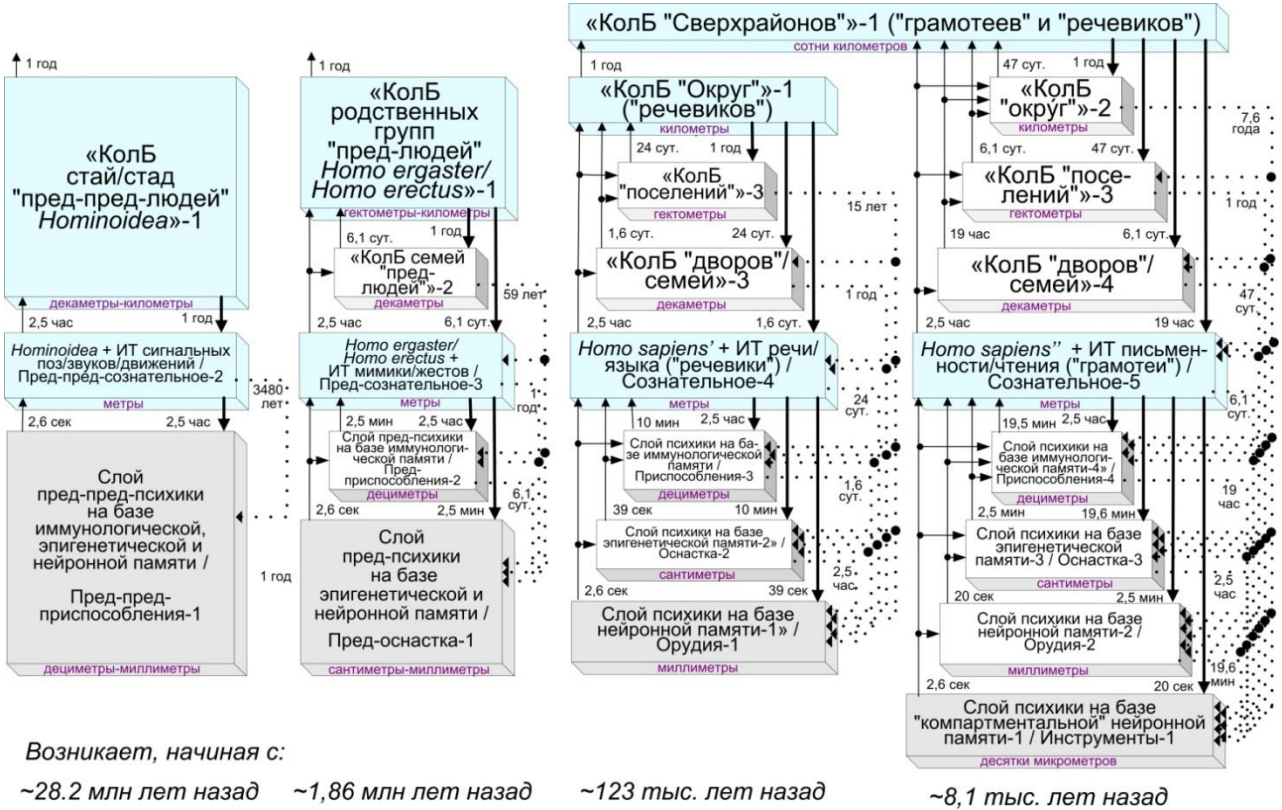 «КолБ "Сверхрайонов"»-1 ("грамотеев" и "речевиков")
сотни километров
1 год
«КолБ
стай/стад
"пред-пред-людей"
Hominoidea»-1
декаметры-километры
2,5 час
1 год
Hominoidea + ИТ сигнальных
поз/звуков/движений /
Пред-пред-сознательное-2
метры
3480
лет
2,6 сек
2,5 час
Слой
пред-пред-психики
на базе
иммунологической,
эпигенетической и
нейронной памяти /
Пред-пред-
приспособления-1
дециметры-миллиметры
1 год
1 год
«КолБ
родственных
групп
"пред-людей"
Homo ergaster/
Homo erectus»-1
гектометры-километры
6,1 сут.
1 год
«КолБ семей
"пред-
людей"»-2
декаметры
59 лет
2,5 час
6,1 сут.
Homo ergaster/
Homo erectus +
ИТ мимики/жестов /
Пред-сознательное-3
метры
1
год
2,5 мин
2,5 час
Слой пред-психики
на базе иммунологи-
ческой памяти /
Пред-
приспособления-2
дециметры
6,1
сут.
2,6 сек
2,5 мин
Слой
пред-психики
на базе
эпигенетической и
нейронной памяти /
Пред-оснастка-1
сантиметры-миллиметры
1 год
«КолБ "Округ"»-1
("речевиков")
километры
24 сут.
1 год
«КолБ
"поселений"»-3
гектометры
15 лет
1,6 сут.
24 сут.
«КолБ "дворов"/
семей»-3
декаметры
1 год
2,5 час
1,6 сут.
Homo sapiens' + ИТ речи/
языка ("речевики") /
Сознательное-4
метры
24
сут.
10 мин
2,5 час
Слой психики на ба-
зе иммунологической
памяти /
Приспособления-3
дециметры
1,6
сут.
39 сек
10 мин
Слой психики на базе
эпигенетической памяти-2» /
Оснастка-2
сантиметры
2,5
час
2,6 сек
39 сек
Слой психики на базе
нейронной памяти-1» /
Орудия-1
миллиметры
47 сут.
1 год
«КолБ
"округ"»-2
километры
7,6
года
6,1 сут.
47 сут.
«КолБ "посе-
лений"»-3
гектометры
1 год
19 час
6,1 сут.
«КолБ "дворов"/
семей»-4
декаметры
47
сут.
2,5 час
19 час
Homo sapiens'' + ИТ письмен-
ности/чтения ("грамотеи") /
Сознательное-5
метры
6,1
сут.
19,5 мин
2,5 час
Слой психики на
базе иммунологи-
ческой памяти-4» /
Приспособления-4
дециметры
19
час
2,5 мин
19,6 мин
Слой психики на базе
эпигенетической
памяти-3 / Оснастка-3
сантиметры
2,5
час
20 сек
2,5 мин
Слой психики на базе
нейронной памяти-2 /
Орудия-2
миллиметры
19,6
мин
2,6 сек
20 сек
Слой психики на базе
"компартментальной" нейронной
памяти-1 / Инструменты-1
десятки микрометров
Возникает, начиная с:
~28.2 млн лет назад
~1,86 млн лет назад
~123 тыс. лет назад
~8,1 тыс. лет назад